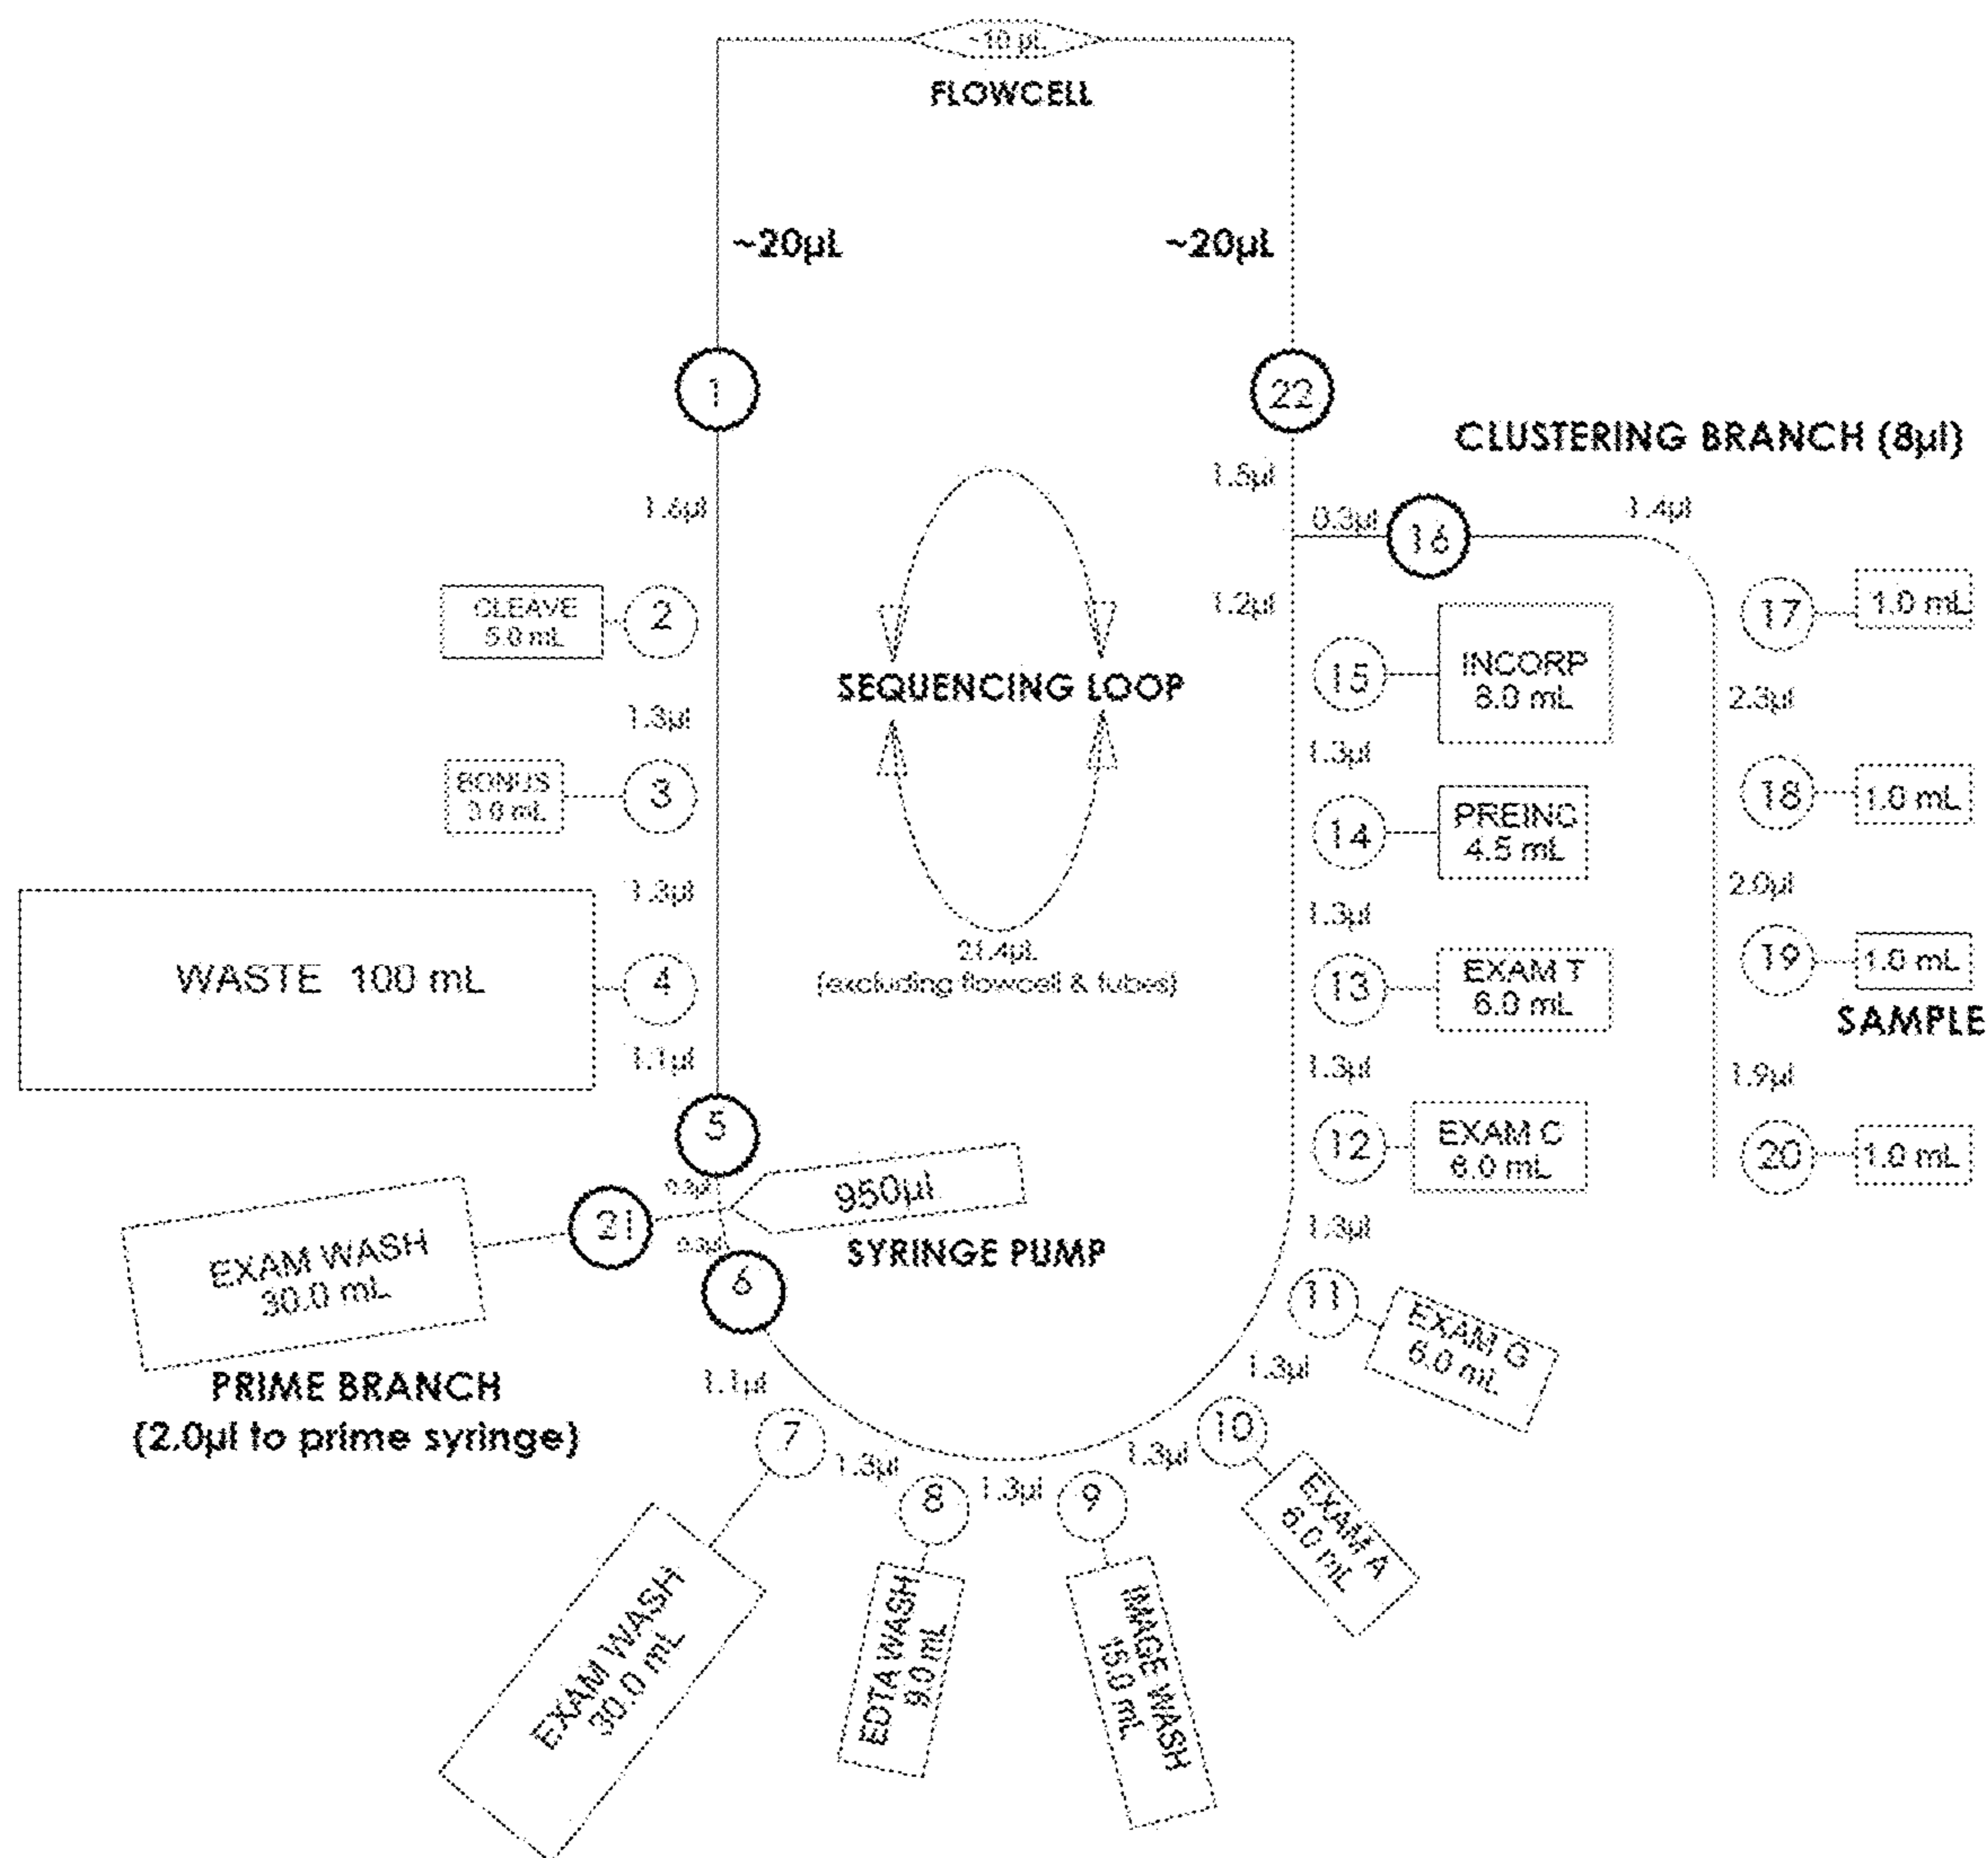 ~10 µL
FLOWCELL
~20µL
~20µL
1
22
CLUSTERING BRANCH (8µl)
1.6µl
1.5µl
0.3µl
16
1.4µl
CLEAVE
5.0 mL
2
1.2µl
17
1.0 mL
SEQUENCING LOOP
15
INCORP
8.0 mL
1.3µl
2.3µl
BONUS
3
1.3µl
18
1.0 mL
14
PREINC
4.5 mL
1.3µl
1.3µl
2.0µl
WASTE 100 mL
4
21.4µL
(excluding flowcell & tubes)
13
EXAM T
6.0 mL
19
1.0 mL
SAMPLE
1.1µl
1.3µl
1.9µl
5
12
EXAM C
6.0 mL
20
1.0 mL
950µl
SYRINGE PUMP
21
EXAM WASH
30.0 mL
6
1.3µl
11
EXAM G
6.0 mL
PRIME BRANCH
(2.0µl to prime syringe)
1.1µl
1.3µl
7
1.3µl
8
1.3µl
9
1.3µl
10
EXAM A
6.0 mL
EXAM WASH
30.0 mL
EDTA WASH
9.0 mL
IMAGE WASH
15.0 mL